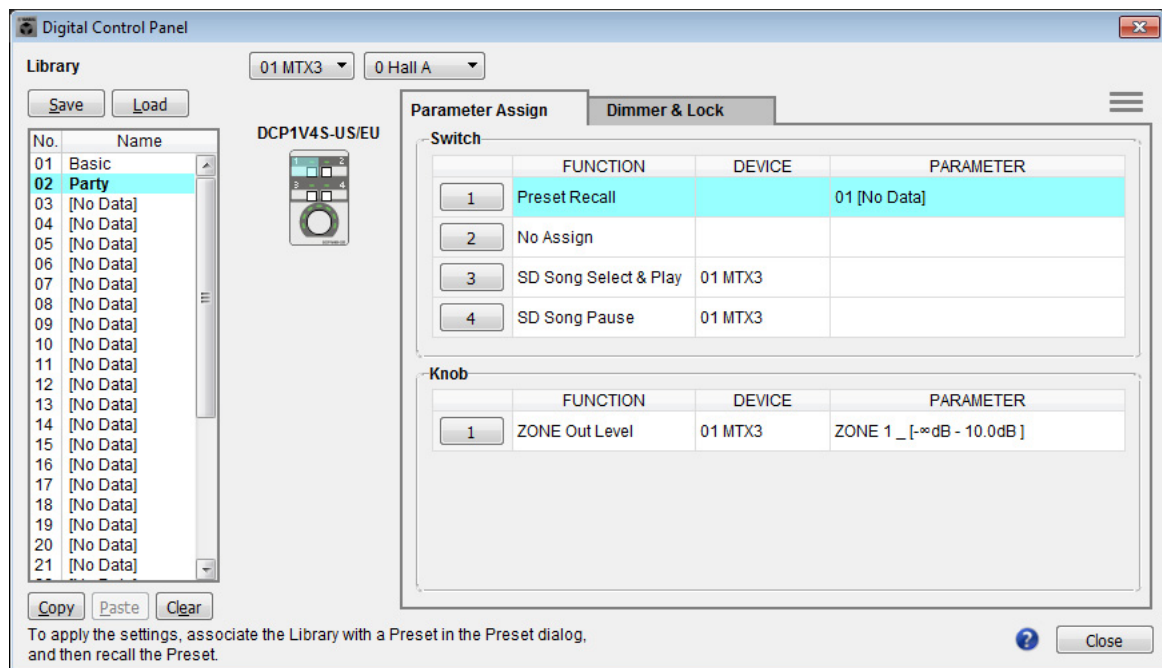 Digital Control Panel
Library
01 MTX3
0 Hall A
Save
Load
No. Name
01 Basic
02 Party
03 [No Data]
04 [No Data]
05 [No Data]
06 [No Data]
07 [No Data]
08 [No Data]
09 [No Data]
10 [No Data]
11 [No Data]
12 [No Data]
13 [No Data]
14 [No Data]
15 [No Data]
16 [No Data]
17 [No Data]
18 [No Data]
19 [No Data]
20 [No Data]
21 [No Data]
Copy
Paste
Clear
DCP1V4S-US/EU
1 2
3 4
Parameter Assign
Dimmer & Lock
Switch
FUNCTION DEVICE PARAMETER
1 Preset Recall 01 [No Data]
2 No Assign
3 SD Song Select & Play 01 MTX3
4 SD Song Pause 01 MTX3
Knob
FUNCTION DEVICE PARAMETER
1 ZONE Out Level 01 MTX3 ZONE 1 _ [-∞dB - 10.0dB ]
To apply the settings, associate the Library with a Preset in the Preset dialog,
and then recall the Preset.
?
Close